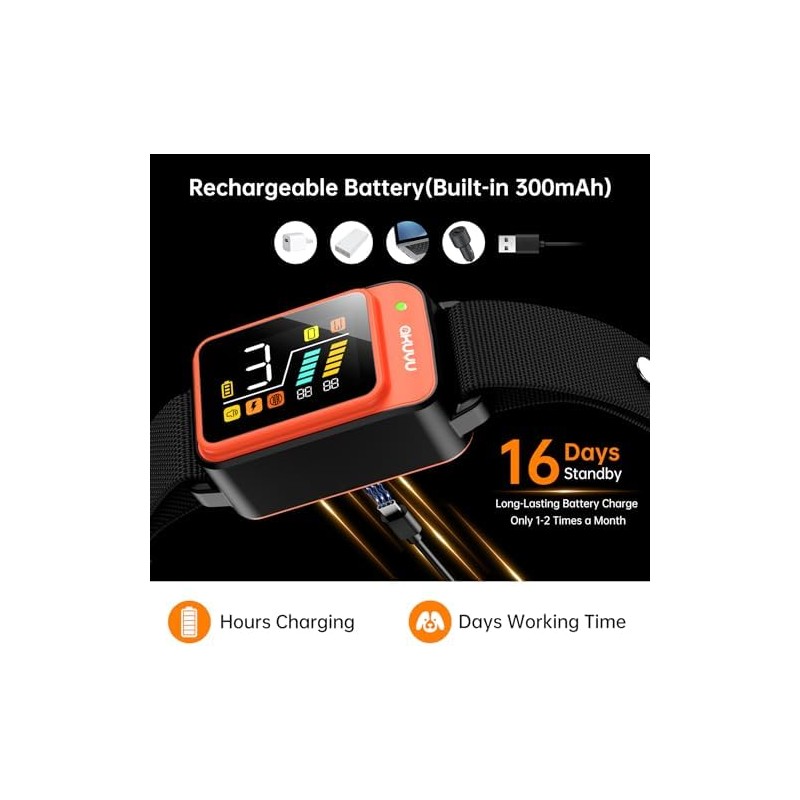 Rechargeable Battery(Built-in 300mAh)
QKUUU
3
88 88
16 Days
Standby
Long-Lasting Battery Charge
Only 1-2 Times a Month
Hours Charging
Days Working Time